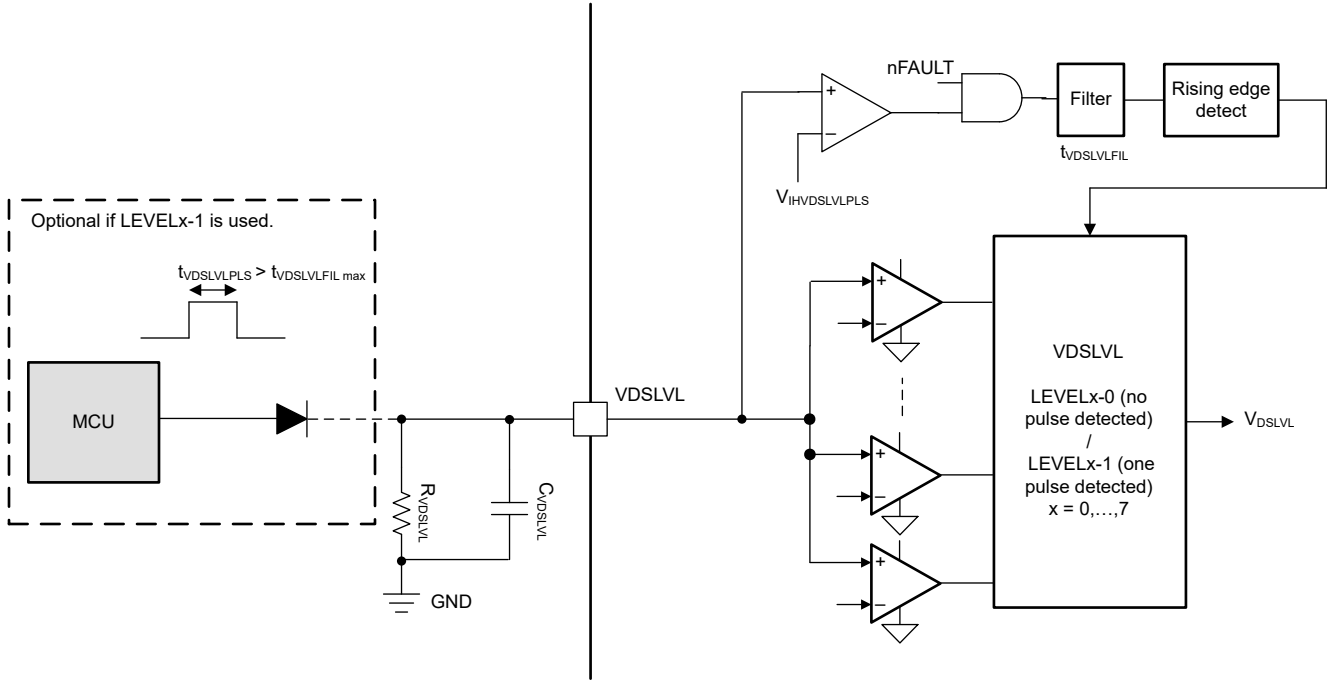 nFAULT
+
−
Filter
Rising edge
detect
tVDSLVLFIL
VIHVDSLVLPLS
Optional if LEVELx-1 is used.
tVDSLVLPLS > tVDSLVLFIL max
MCU
VDSLVL
RVDSLVL
CVDSLVL
GND
+
−
+
−
+
−
VDSLVL
LEVELx-0 (no
pulse detected)
/
LEVELx-1 (one
pulse detected)
x = 0,...,7
VDSLVL